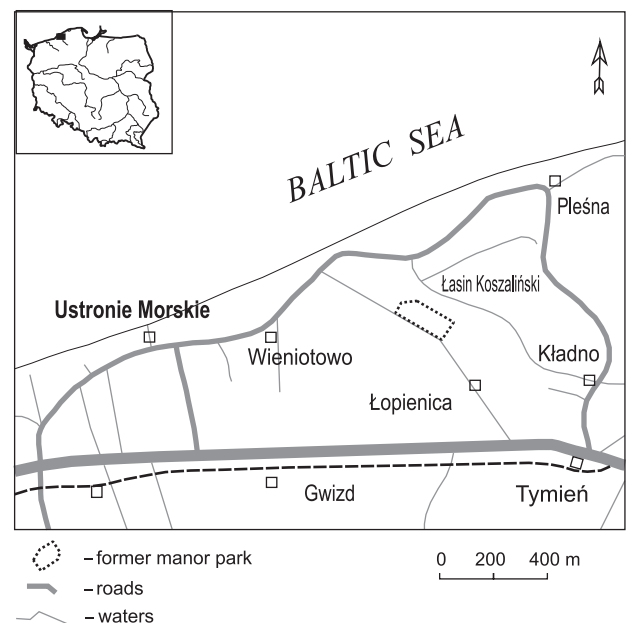 BALTIC SEA
Pleśna
Łasin Koszaliński
Ustronie Morskie
Wieniotowo
Kładno
Łopienica
Gwizd
Tymień
– former manor park
– roads
– waters
0 200 400 m